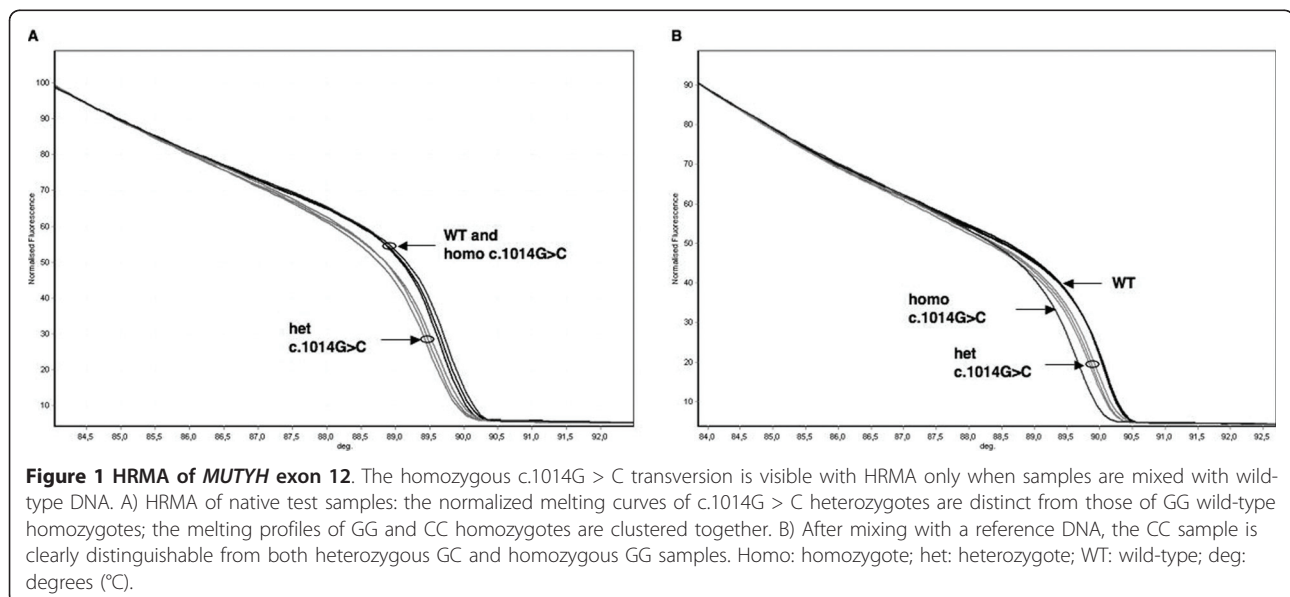 A
B
100
90
80
70
60
50
40
30
20
10
Normalised Fluorescence
WT and
homo c.1014G>C
het
c.1014G>C
84,5 85,0 85,5 86,0 86,5 87,0 87,5 88,0 88,5 89,0 89,5 90,0 90,5 91,0 91,5 92,0
deg.
90
80
70
60
50
40
30
20
10
Normalised Fluorescence
WT
homo
c.1014G>C
het
c.1014G>C
84,0 84,5 85,0 85,5 86,0 86,5 87,0 87,5 88,0 88,5 89,0 89,5 90,0 90,5 91,0 91,5 92,0 92,5
deg.
Figure 1 HRMA of MUTYH exon 12. The homozygous c.1014G > C transversion is visible with HRMA only when samples are mixed with wild-
type DNA. A) HRMA of native test samples: the normalized melting curves of c.1014G > C heterozygotes are distinct from those of GG wild-type
homozygotes; the melting profiles of GG and CC homozygotes are clustered together. B) After mixing with a reference DNA, the CC sample is
clearly distinguishable from both heterozygous GC and homozygous GG samples. Homo: homozygote; het: heterozygote; WT: wild-type; deg:
degrees (°C).